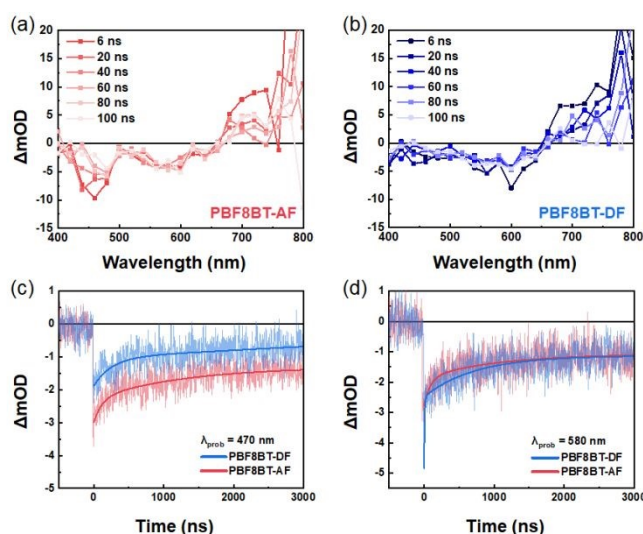 (a)
25
20
15
10
5
0
-5
-10
-15
ΔmOD
6 ns
20 ns
40 ns
60 ns
80 ns
100 ns
PBF8BT-AF
400 500 600 700 800
Wavelength (nm)
(b)
25
20
15
10
5
0
-5
-10
-15
ΔmOD
6 ns
20 ns
40 ns
60 ns
80 ns
100 ns
PBF8BT-DF
400 500 600 700 800
Wavelength (nm)
(c)
1
0
-1
-2
-3
-4
-5
ΔmOD
λprob = 470 nm
PBF8BT-DF
PBF8BT-AF
0 1000 2000 3000
Time (ns)
(d)
1
0
-1
-2
-3
-4
-5
ΔmOD
λprob = 580 nm
PBF8BT-DF
PBF8BT-AF
0 1000 2000 3000
Time (ns)